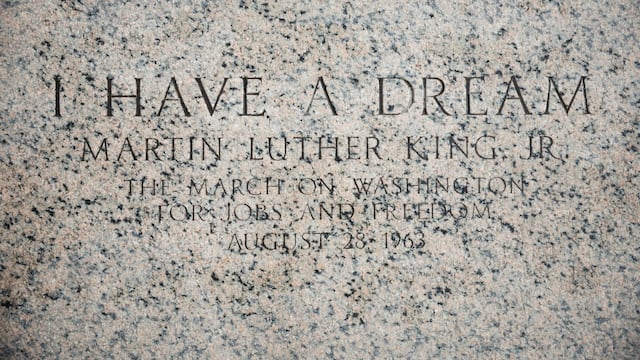 I HAVE A DREAM
MARTIN LUTHER KING JR
THE MARCH ON WASHINGTON
FOR JOBS AND FREEDOM
AUGUST 28 1963